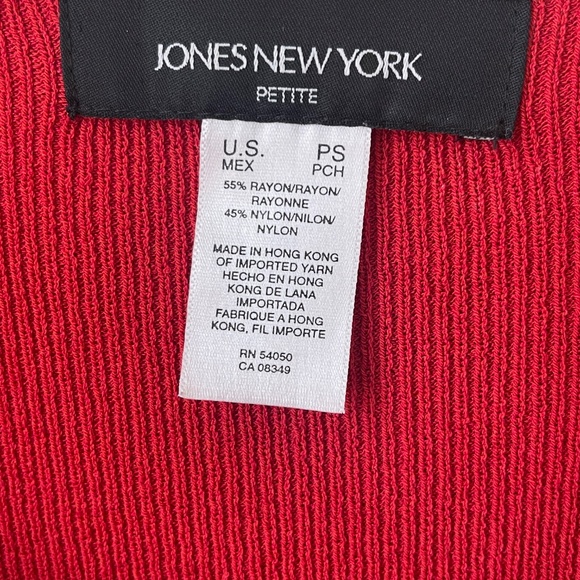 JONES NEW YORK
PETITE
U.S. PS
MEX PCH
55% RAYON/RAYON/
RAYONNE
45% NYLON/NILON/
NYLON
MADE IN HONG KONG
OF IMPORTED YARN
HECHO EN HONG
KONG DE LANA
IMPORTADA
FABRIQUE A HONG
KONG, FIL IMPORTE
RN 54050
CA 08349